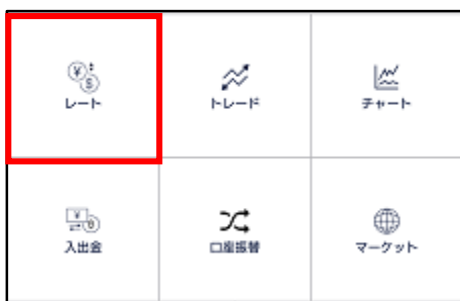 レート
トレード
チャート
入出金
口座振替
マーケット